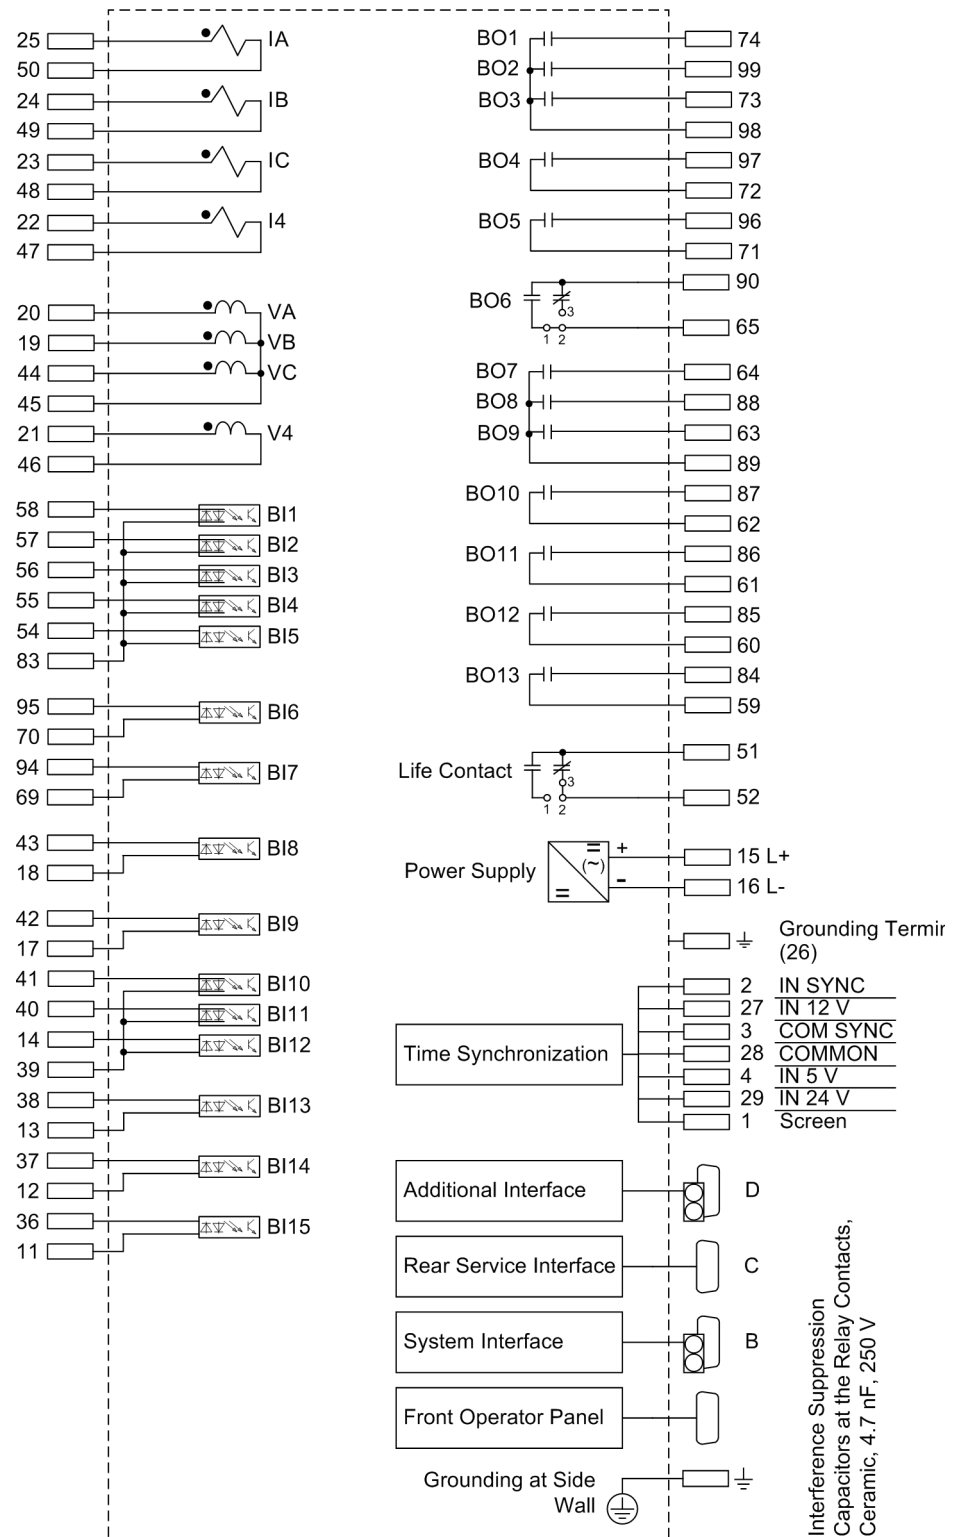 25 IA
50
24 IB
49
23 IC
48
22 I4
47
20 VA
19 VB
44 VC
45
21 V4
46
58 BI1
57 BI2
56 BI3
55 BI4
54 BI5
83
95 BI6
70
94 BI7
69
43 BI8
18
42 BI9
17
41 BI10
40 BI11
14 BI12
39
38 BI13
13
37 BI14
12
36 BI15
11
BO1 74
BO2 99
BO3 73
98
BO4 97
72
BO5 96
71
90
BO6 3
65
1 2
BO7 64
BO8 88
BO9 63
89
BO10 87
62
BO11 86
61
BO12 85
60
BO13 84
59
51
Life Contact 3
52
1 2
Power Supply = (~) = + - 15 L+
16 L-
Grounding Termir
(26)
2 IN SYNC
27 IN 12 V
3 COM SYNC
Time Synchronization 28 COMMON
4 IN 5 V
29 IN 24 V
1 Screen
Additional Interface D
Rear Service Interface C
System Interface B
Front Operator Panel
Grounding at Side
Wall
Interference Suppression
Capacitors at the Relay Contacts,
Ceramic, 4.7 nF, 250 V